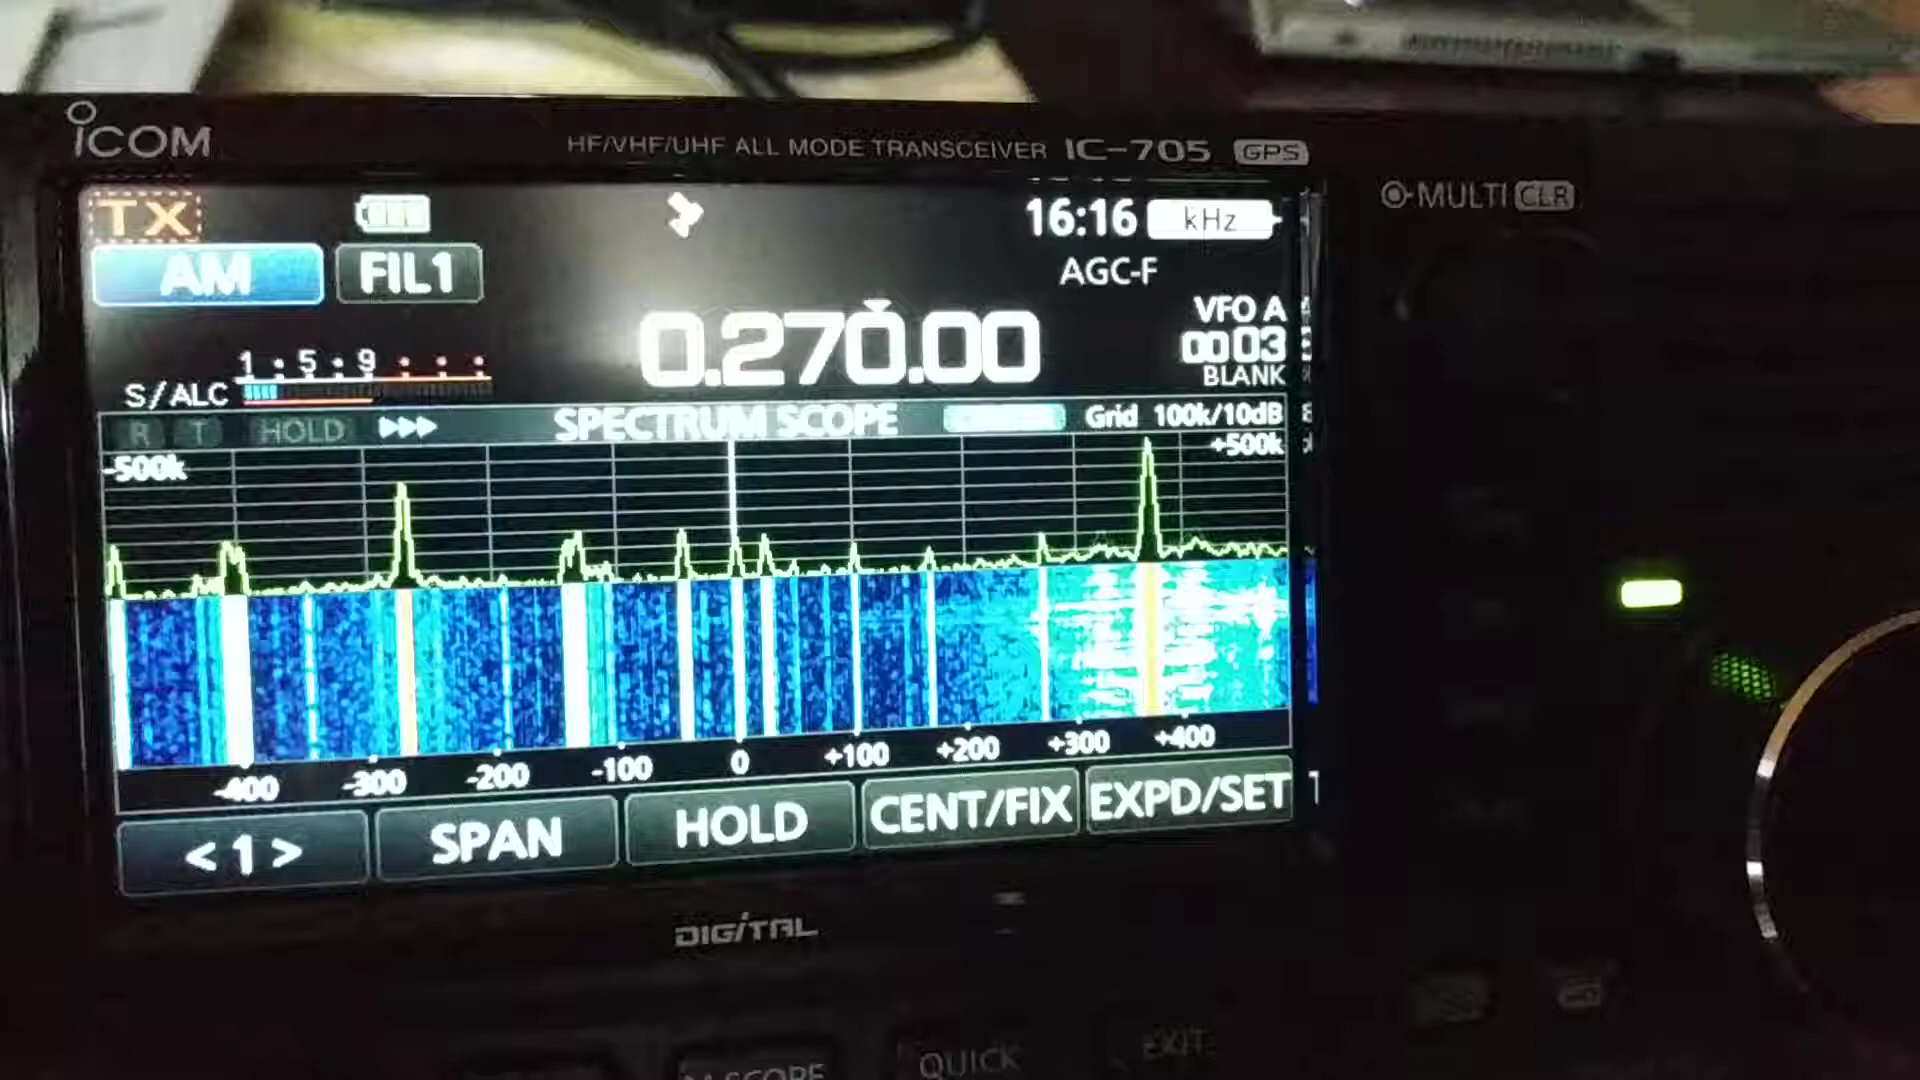 ICOM
HF/VHF/UHF ALL MODE TRANSCEIVER IC-705 GPS
MULTI CLR
TX
16:16 kHz
AM FIL1
AGC-F
0.270.00
VFO A
0003
BLANK
1 • 5 • 9 • • •
S/ALC
R T HOLD
SPECTRUM SCOPE
Grid 100k/10dB
-500k
+500k
-400 -300 -200 -100 0 +100 +200 +300 +400
< 1 > SPAN HOLD CENT/FIX EXPD/SET
DIGITAL
QUICK EXIT